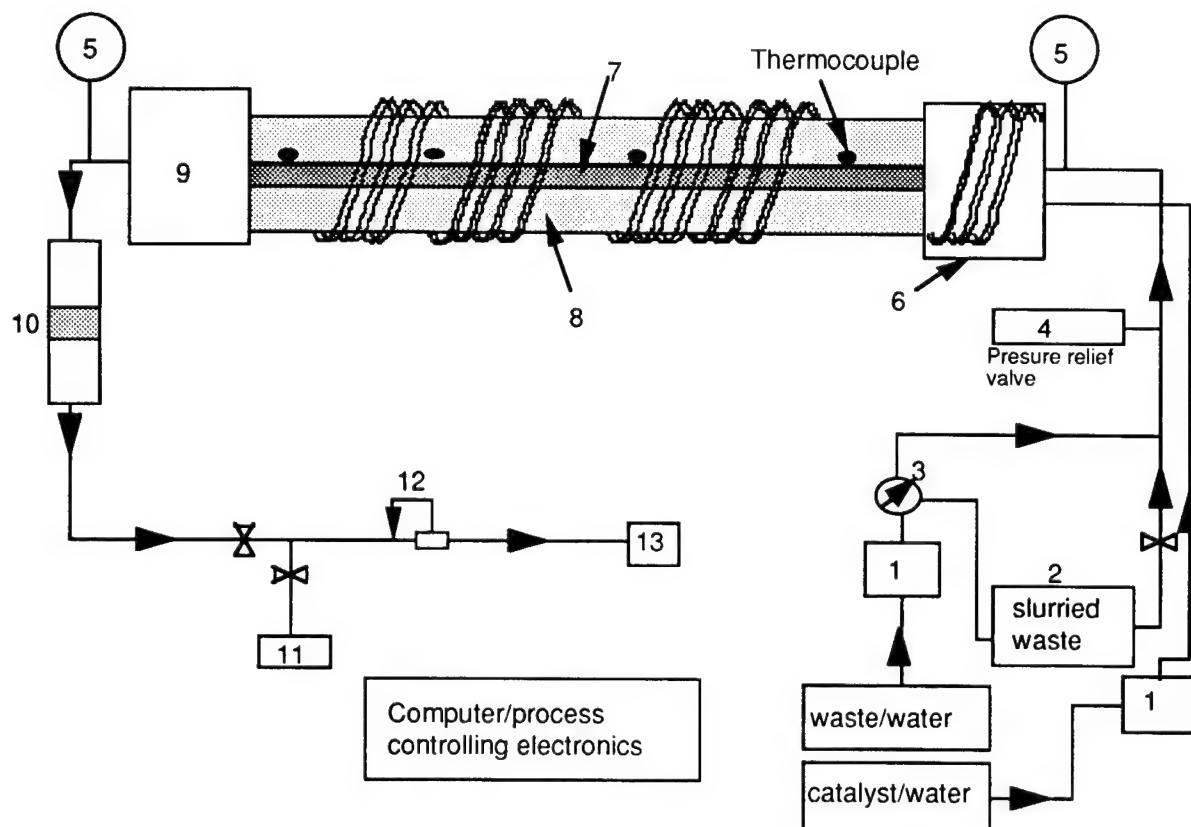 5
7
Thermocouple
5
9
10
8
6
4
Presure relief
valve
3
12
13
1
2
slurried
waste
11
1
Computer/process
controlling electronics
waste/water
catalyst/water